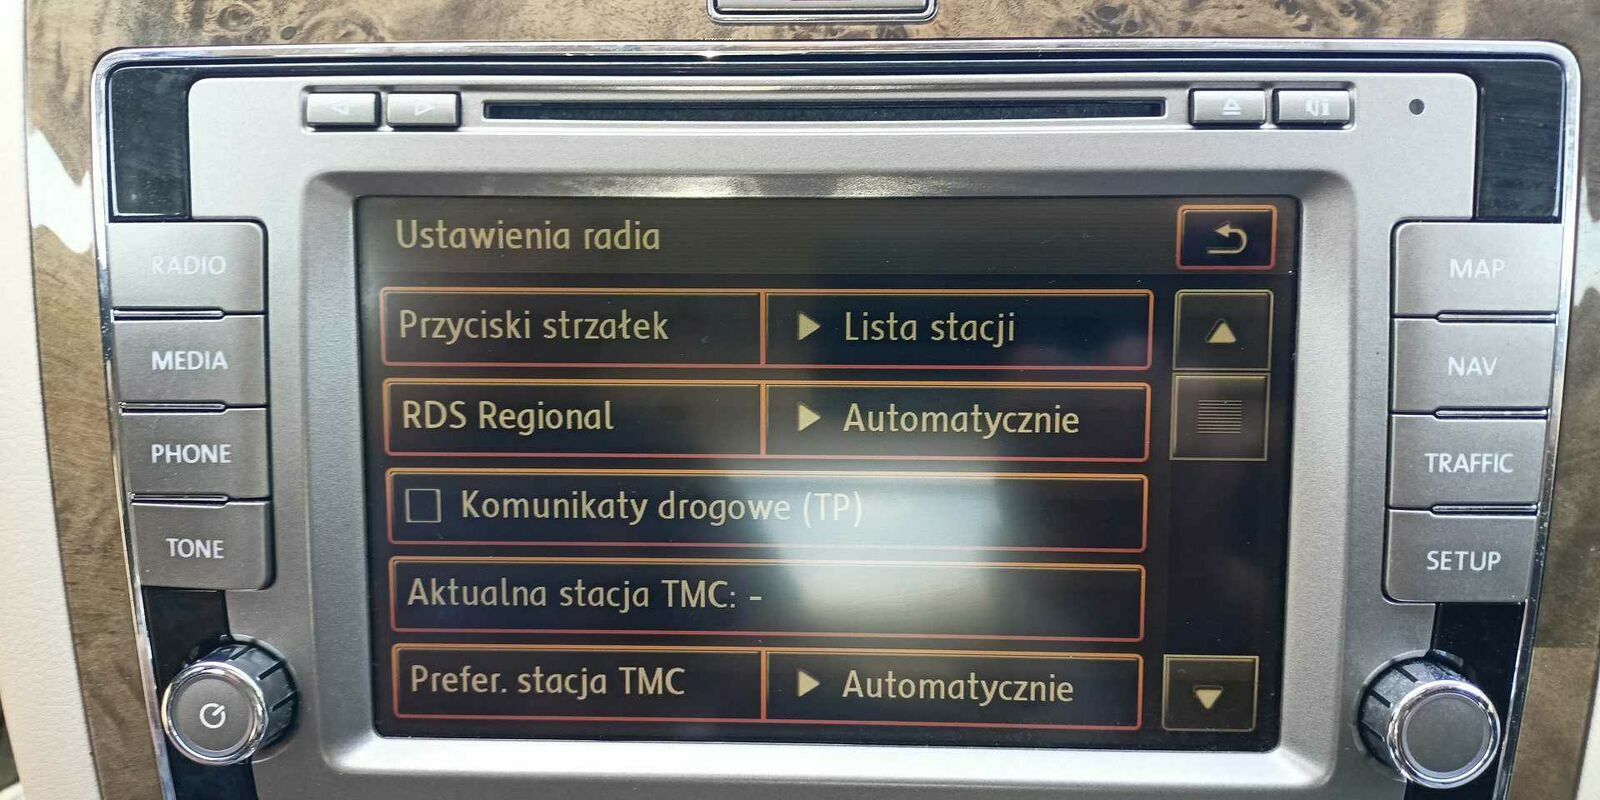 Ustawienia radia
RADIO
MEDIA
PHONE
TONE
Przyciski strzałek
Lista stacji
RDS Regional
Automatycznie
Komunikaty drogowe (TP)
Aktualna stacja TMC: -
Prefer. stacja TMC
Automatycznie
MAP
NAV
TRAFFIC
SETUP